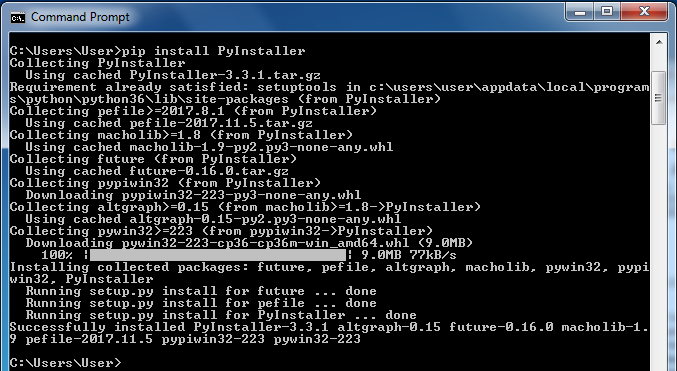 Command Prompt
C:\Users\User>pip install PyInstaller
Collecting PyInstaller
  Using cached PyInstaller-3.3.1.tar.gz
Requirement already satisfied: setuptools in c:\users\user\appdata\local\program
s\python\python36\lib\site-packages (from PyInstaller)
Collecting pefile>=2017.8.1 (from PyInstaller)
  Using cached pefile-2017.11.5.tar.gz
Collecting macholib>=1.8 (from PyInstaller)
  Using cached macholib-1.9-py2.py3-none-any.whl
Collecting future (from PyInstaller)
  Using cached future-0.16.0.tar.gz
Collecting pypiwin32 (from PyInstaller)
  Downloading pypiwin32-223-py3-none-any.whl
Collecting altgraph>=0.15 (from macholib>=1.8->PyInstaller)
  Using cached altgraph-0.15-py2.py3-none-any.whl
Collecting pywin32>=223 (from pypiwin32->PyInstaller)
  Downloading pywin32-223-cp36-cp36m-win_amd64.whl (9.0MB)
    100% |████████████████████████████████| 9.0MB 77kB/s
Installing collected packages: future, pefile, altgraph, macholib, pywin32, pypi
win32, PyInstaller
  Running setup.py install for future ... done
  Running setup.py install for pefile ... done
  Running setup.py install for PyInstaller ... done
Successfully installed PyInstaller-3.3.1 altgraph-0.15 future-0.16.0 macholib-1.
9 pefile-2017.11.5 pypiwin32-223 pywin32-223
C:\Users\User>